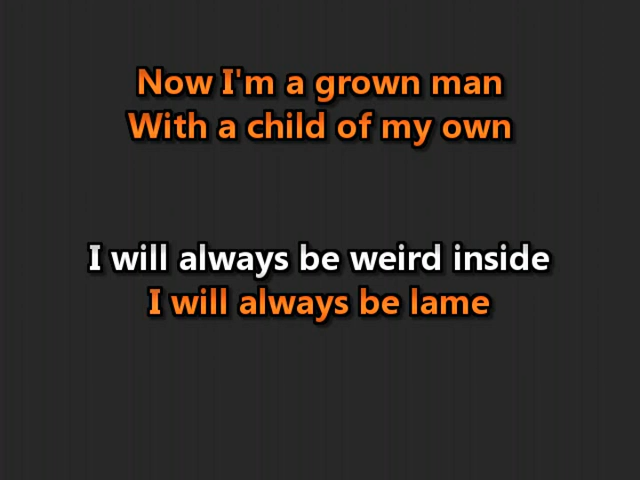 Now I'm a grown man
With a child of my own
I will always be weird inside
I will always be lame